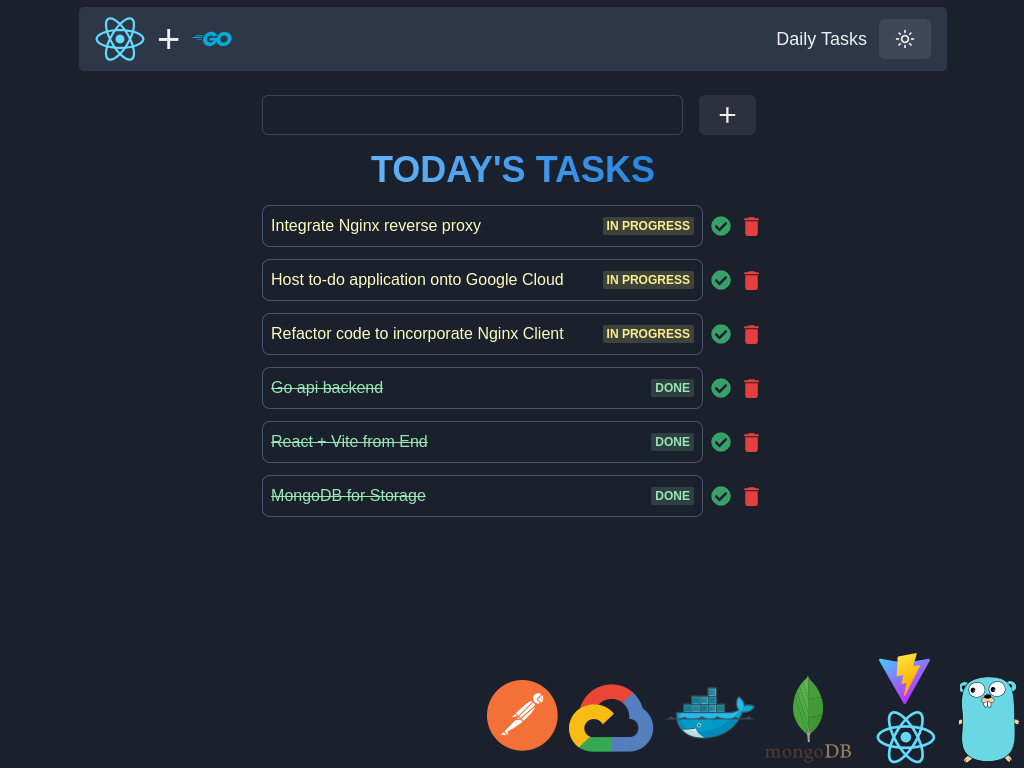 GO
Daily Tasks
TODAY'S TASKS
Integrate Nginx reverse proxy IN PROGRESS
Host to-do application onto Google Cloud IN PROGRESS
Refactor code to incorporate Nginx Client IN PROGRESS
Go api backend DONE
React + Vite from End DONE
MongoDB for Storage DONE
mongoDB